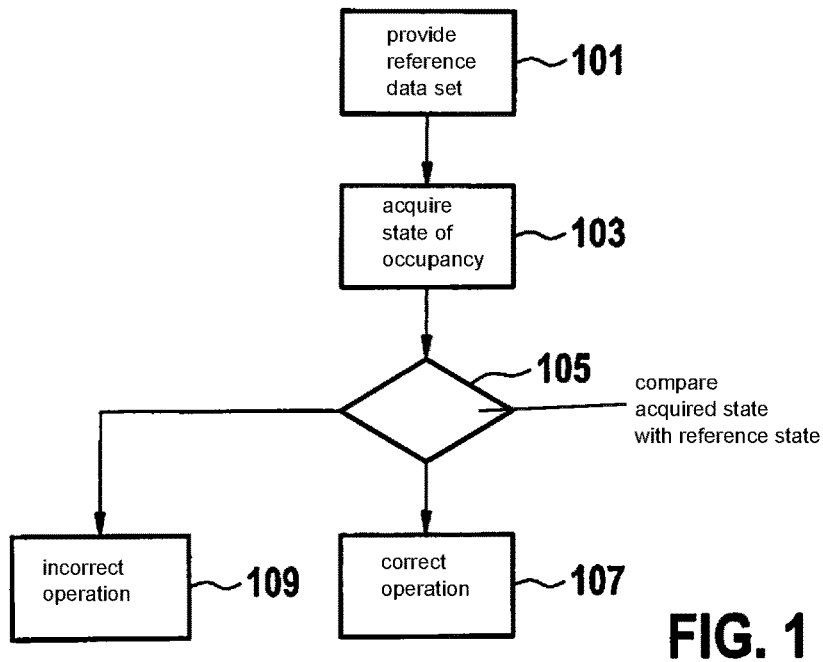 provide
reference
data set
101
acquire
state of
occupancy
103
105
compare
acquired state
with reference state
incorrect
operation
109
correct
operation
107
FIG. 1